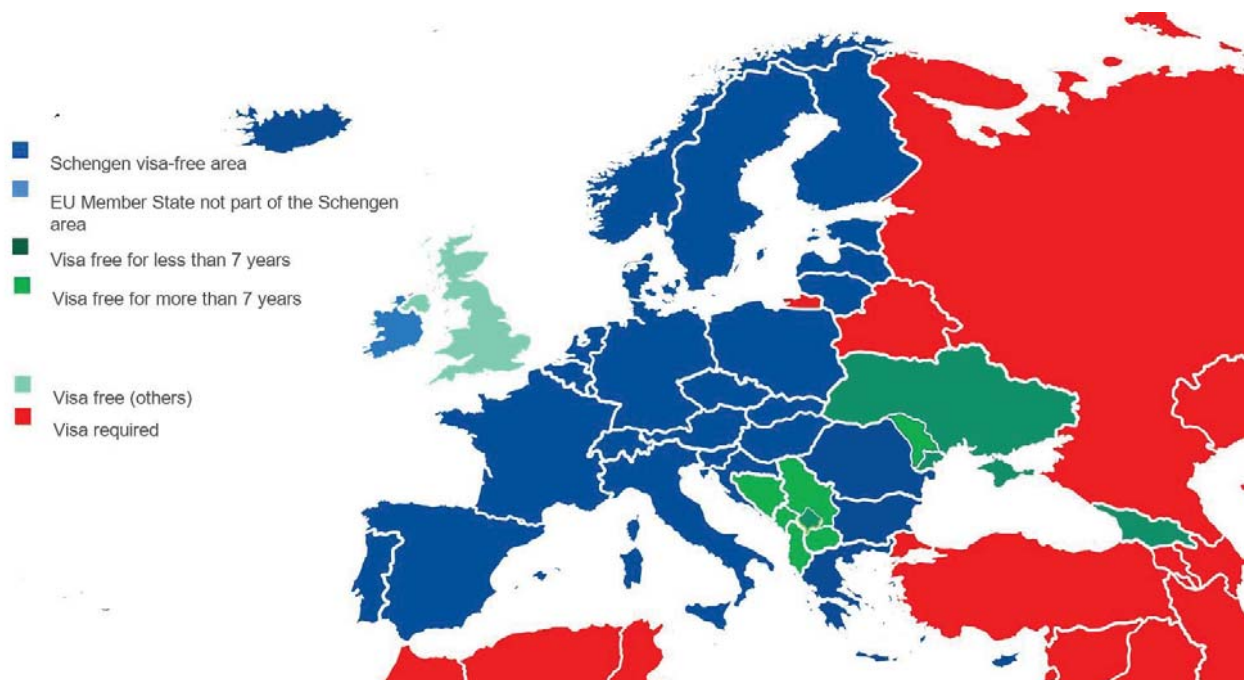 Schengen visa-free area
EU Member State not part of the Schengen
area
Visa free for less than 7 years
Visa free for more than 7 years
Visa free (others)
Visa required